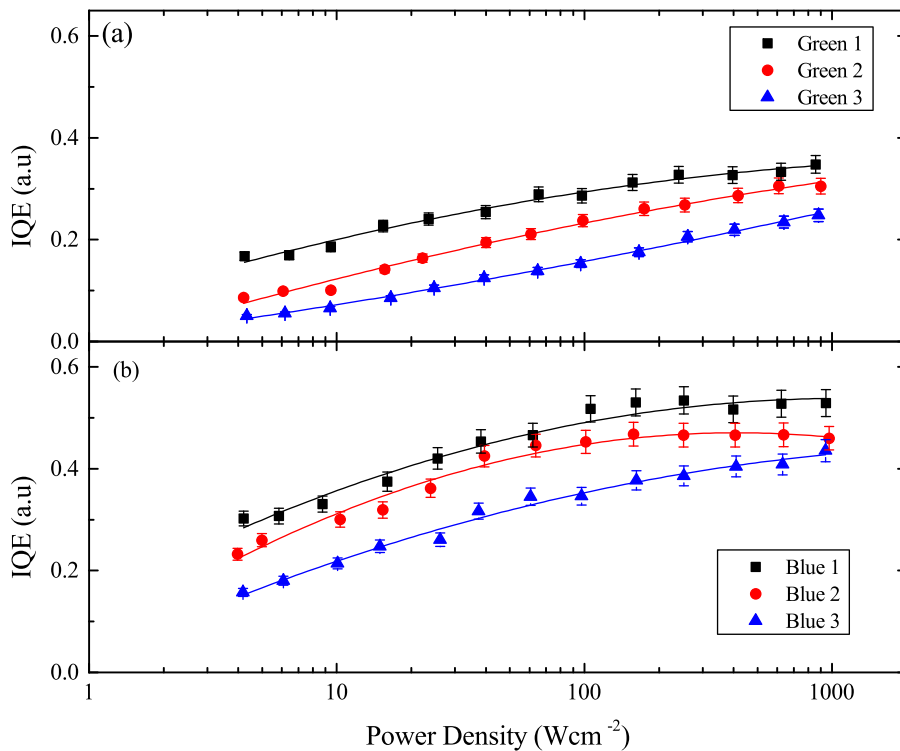 (a)
0.6
Green 1
Green 2
Green 3
0.4
0.2
0.0
IQE (a.u)
(b)
0.6
0.4
0.2
0.0
IQE (a.u)
Blue 1
Blue 2
Blue 3
1 10 100 1000
Power Density (Wcm⁻²)